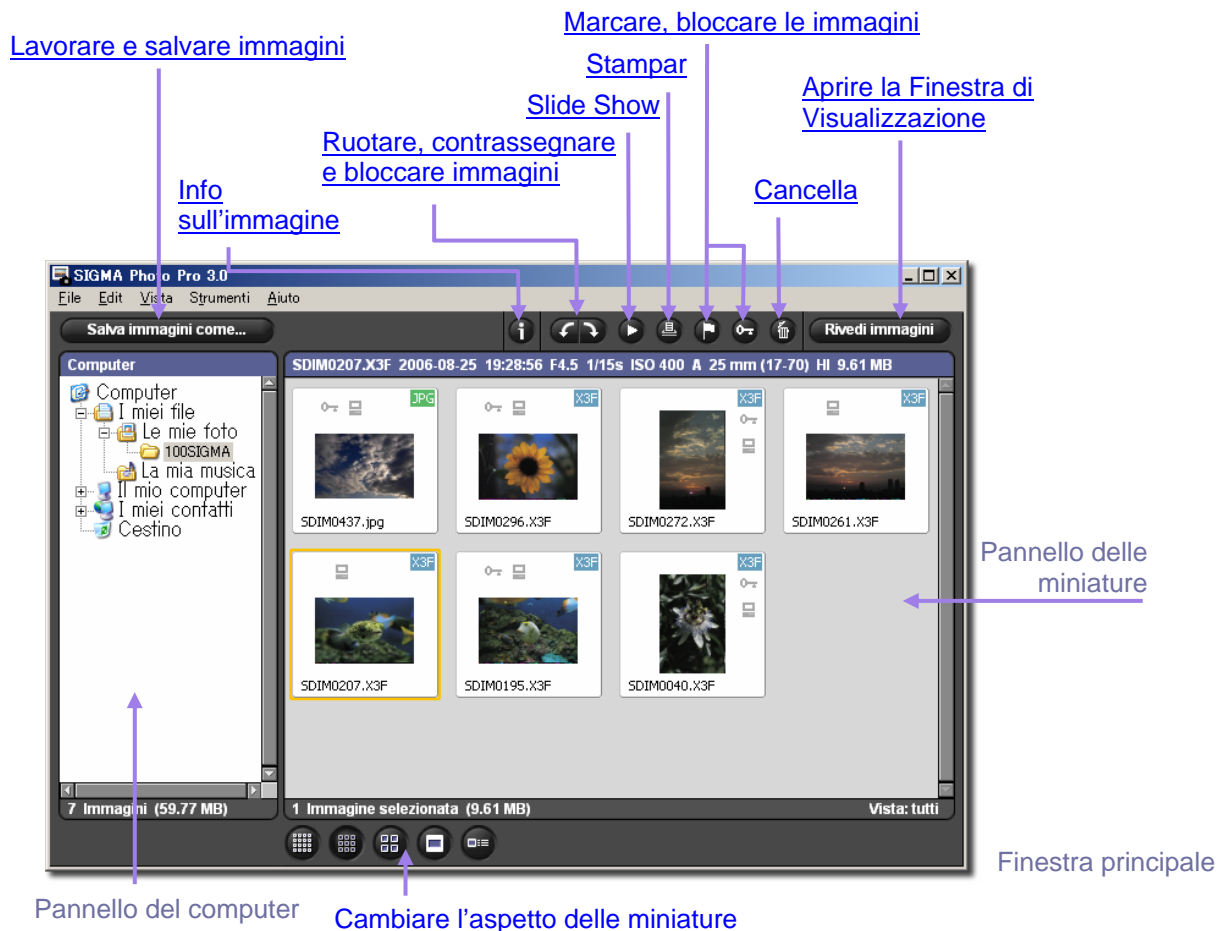 Marcare, bloccare le immagini
Lavorare e salvare immagini
Stampar
Aprire la Finestra di
Visualizzazione
Slide Show
Ruotare, contrassegnare
e bloccare immagini
Info
sull'immagine
Cancella
SIGMA Photo Pro 3.0
File Edit Vista Strumenti Aiuto
Salva immagini come...
Rivedi immagini
Computer
SDIM0207.X3F 2006-08-25 19:28:56 F4.5 1/15s ISO 400 A 25 mm (17-70) HI 9.61 MB
Computer
I miei file
Le mie foto
100SIGMA
La mia musica
Il mio computer
I miei contatti
Cestino
JPG
X3F
X3F
X3F
SDIM0437.jpg
SDIM0296.X3F
SDIM0272.X3F
SDIM0261.X3F
X3F
X3F
X3F
SDIM0207.X3F
SDIM0195.X3F
SDIM0040.X3F
Pannello delle
miniature
7 Immagini (59.77 MB)
1 Immagine selezionata (9.61 MB)
Vista: tutti
Finestra principale
Pannello del computer
Cambiare l'aspetto delle miniature